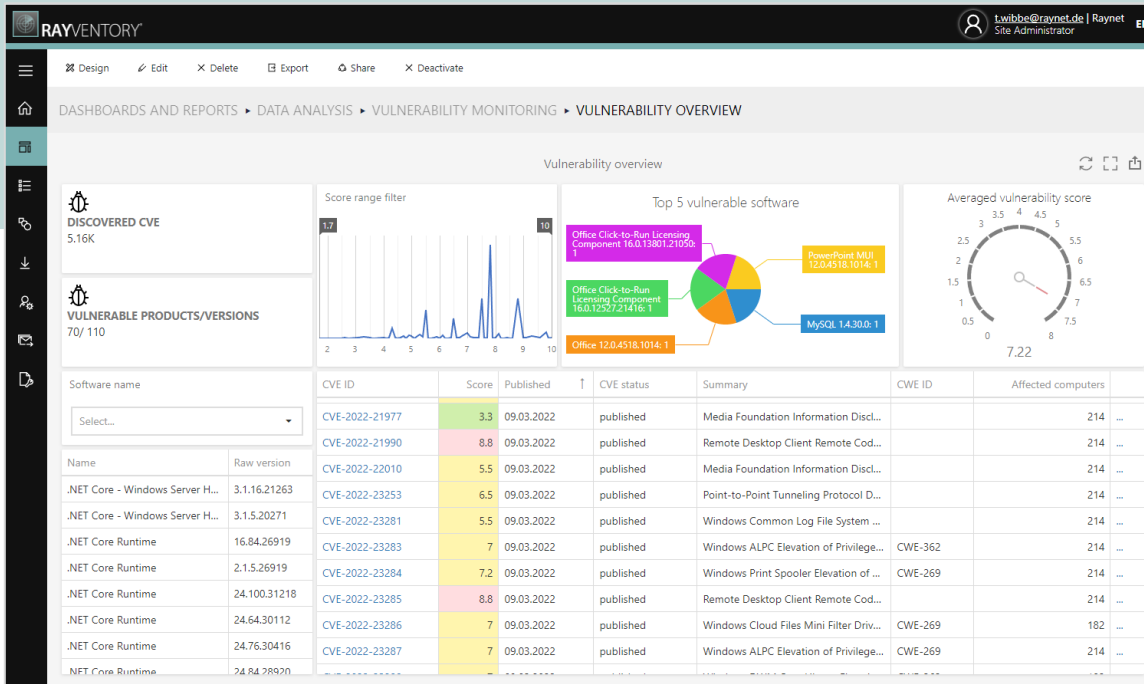 RAYVENTORY
t.wibbe@raynet.de | Raynet
Site Administrator
Design Edit Delete Export Share Deactivate
DASHBOARDS AND REPORTS ▸ DATA ANALYSIS ▸ VULNERABILITY MONITORING ▸ VULNERABILITY OVERVIEW
Vulnerability overview
DISCOVERED CVE
5.16K
VULNERABLE PRODUCTS/VERSIONS
70/ 110
Score range filter
1.7 10
2 3 4 5 6 7 8 9 10
Top 5 vulnerable software
Office Click-to-Run Licensing
Component 16.0.13801.21050:
1
PowerPoint MUI
12.0.4518.1014: 1
Office Click-to-Run
Licensing Component
16.0.12527.21416: 1
MySQL 1.4.30.0: 1
Office 12.0.4518.1014: 1
Averaged vulnerability score
0 0.5 1 1.5 2 2.5 3 3.5 4 4.5 5 5.5 6 6.5 7 7.5 8
7.22
Software name
Select...
Name Raw version
.NET Core - Windows Server H... 3.1.16.21263
.NET Core - Windows Server H... 3.1.5.20271
.NET Core Runtime 16.84.26919
.NET Core Runtime 2.1.5.26919
.NET Core Runtime 24.100.31218
.NET Core Runtime 24.64.30112
.NET Core Runtime 24.76.30416
.NET Core Runtime 24.84.28920
CVE ID Score Published ↑ CVE status Summary CWE ID Affected computers
CVE-2022-21977 3.3 09.03.2022 published Media Foundation Information Discl... 214 ...
CVE-2022-21990 8.8 09.03.2022 published Remote Desktop Client Remote Cod... 214 ...
CVE-2022-22010 5.5 09.03.2022 published Media Foundation Information Discl... 214 ...
CVE-2022-23253 6.5 09.03.2022 published Point-to-Point Tunneling Protocol D... 214 ...
CVE-2022-23281 5.5 09.03.2022 published Windows Common Log File System ... 214 ...
CVE-2022-23283 7 09.03.2022 published Windows ALPC Elevation of Privilege... CWE-362 214 ...
CVE-2022-23284 7.2 09.03.2022 published Windows Print Spooler Elevation of ... CWE-269 214 ...
CVE-2022-23285 8.8 09.03.2022 published Remote Desktop Client Remote Cod... 214 ...
CVE-2022-23286 7 09.03.2022 published Windows Cloud Files Mini Filter Driv... CWE-269 182 ...
CVE-2022-23287 7 09.03.2022 published Windows ALPC Elevation of Privilege... CWE-269 214 ...